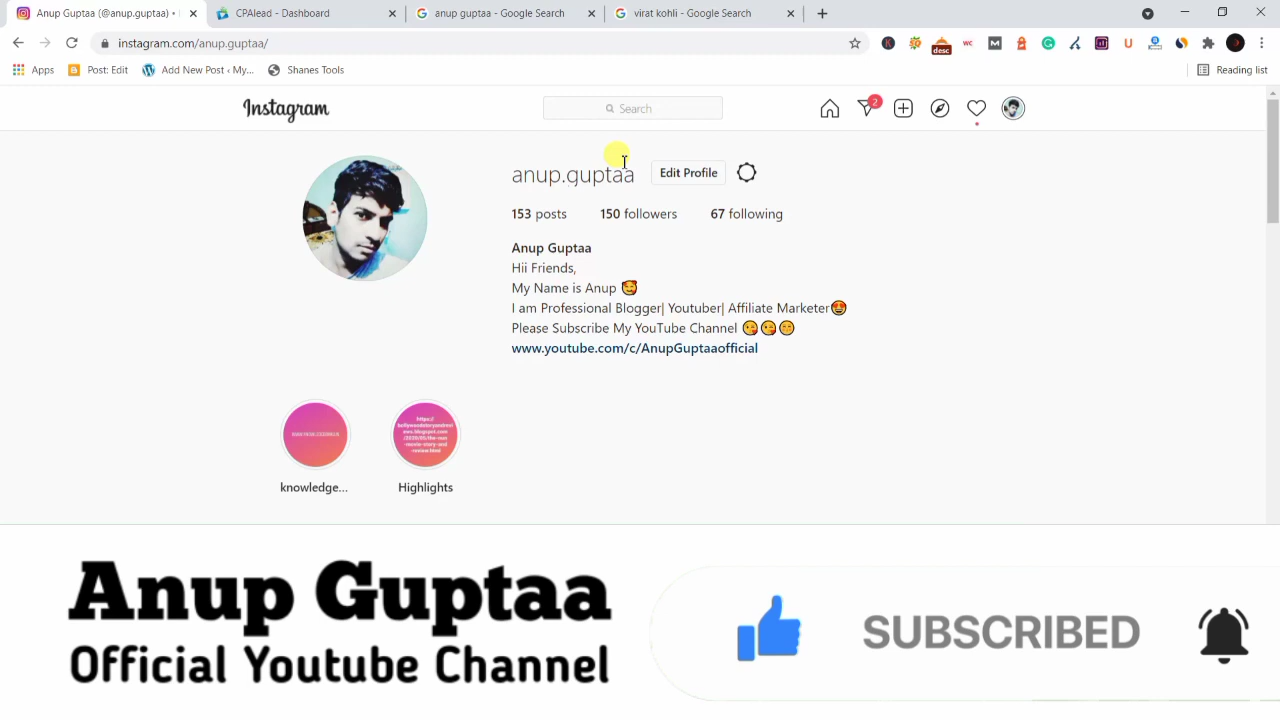 Anup Guptaa (@anup.guptaa) •
CPAlead - Dashboard
anup guptaa - Google Search
virat kohli - Google Search
instagram.com/anup.guptaa/
desc
WC
Apps
Post: Edit
Add New Post ‹ My...
Shanes Tools
Reading list
Instagram
Search
2
anup.guptaa
Edit Profile
153 posts
150 followers
67 following
Anup Guptaa
Hii Friends,
My Name is Anup 🥰
I am Professional Blogger| Youtuber| Affiliate Marketer😍
Please Subscribe My YouTube Channel 😘😘😁
www.youtube.com/c/AnupGuptaaofficial
knowledge...
Highlights
Anup Guptaa
Official Youtube Channel
SUBSCRIBED